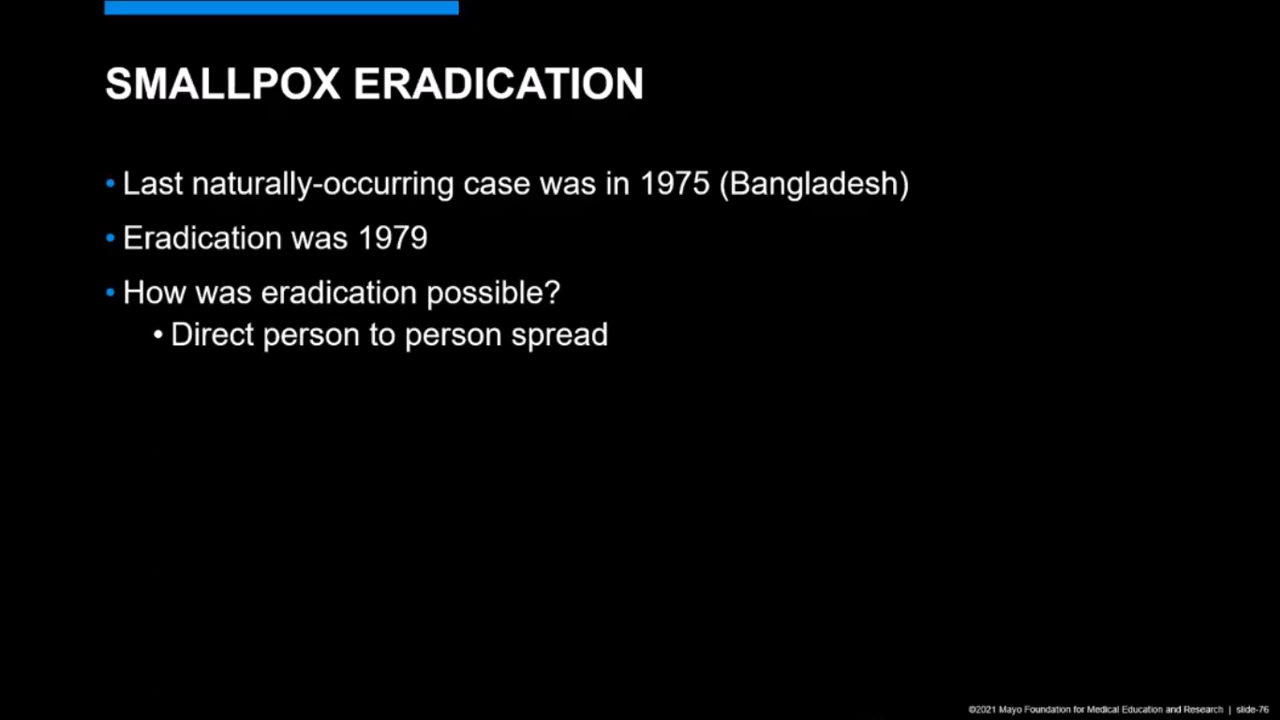 SMALLPOX ERADICATION
• Last naturally-occurring case was in 1975 (Bangladesh)
• Eradication was 1979
• How was eradication possible?
• Direct person to person spread
©2021 Mayo Foundation for Medical Education and Research | slide-76